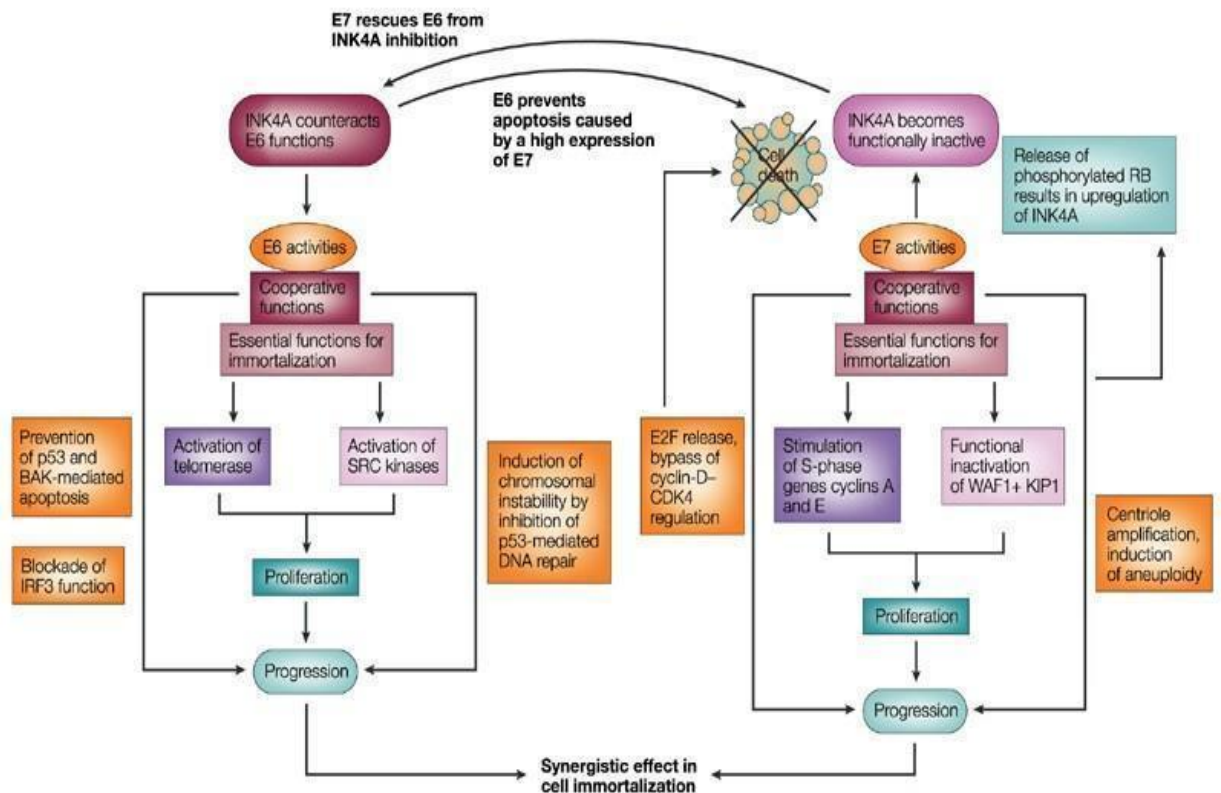 E7 rescues E6 from
INK4A inhibition
INK4A counteracts
E6 functions
E6 prevents
apoptosis caused
by a high expression
of E7
Cell
death
INK4A becomes
functionally inactive
Release of
phosphorylated RB
results in upregulation
of INK4A
E6 activities
Cooperative
functions
Essential functions for
immortalization
Prevention
of p53 and
BAK-mediated
apoptosis
Blockade of
IRF3 function
Activation of
telomerase
Activation of
SRC kinases
Induction of
chromosomal
instability by
inhibition of
p53-mediated
DNA repair
Proliferation
Progression
E7 activities
Cooperative
functions
Essential functions for
immortalization
E2F release,
bypass of
cyclin-D–
CDK4
regulation
Stimulation
of S-phase
genes cyclins A
and E
Functional
inactivation
of WAF1+ KIP1
Centriole
amplification,
induction
of aneuploidy
Proliferation
Progression
Synergistic effect in
cell immortalization